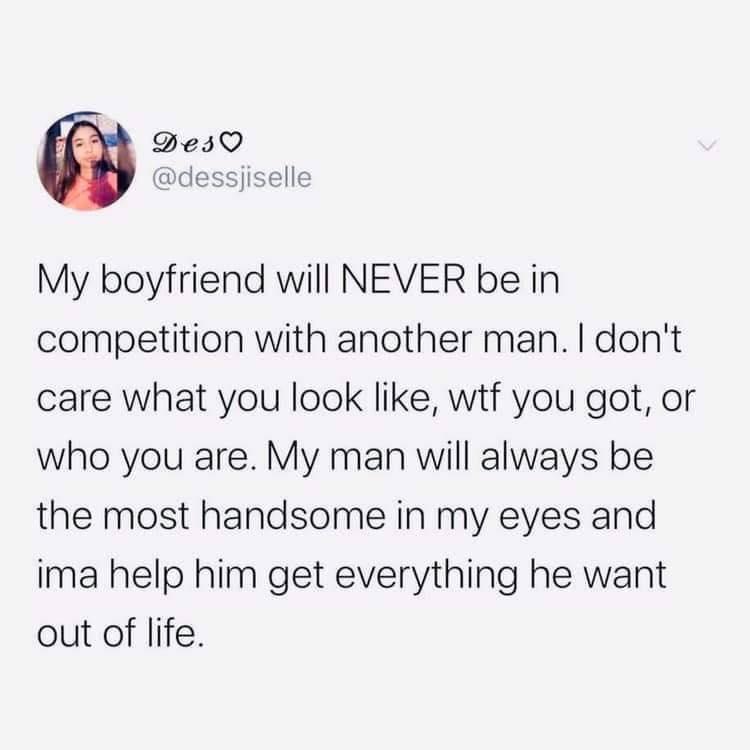 𝒟𝑒𝓈♡
@dessjiselle
My boyfriend will NEVER be in
competition with another man. I don't
care what you look like, wtf you got, or
who you are. My man will always be
the most handsome in my eyes and
ima help him get everything he want
out of life.